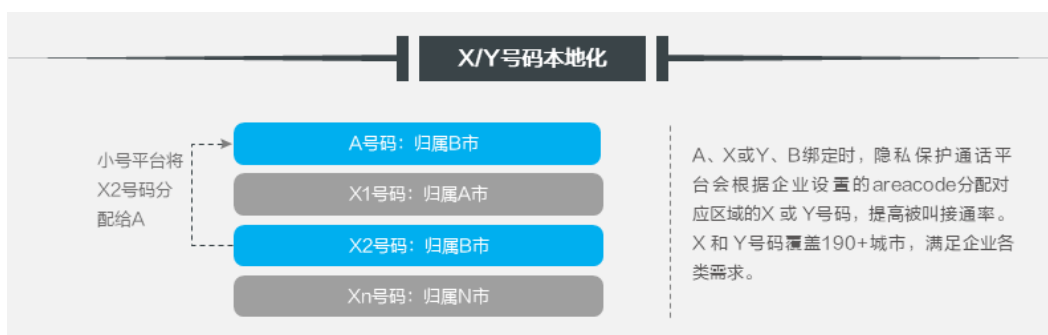 X/Y号码本地化
小号平台将
X2号码分
配给A
A号码：归属B市
X1号码：归属A市
X2号码：归属B市
Xn号码：归属N市
A、X或Y、B绑定时，隐私保护通话平
台会根据企业设置的areacode分配对
应区域的X 或 Y号码，提高被叫接通率。
X 和 Y号码覆盖190+城市，满足企业各
类需求。